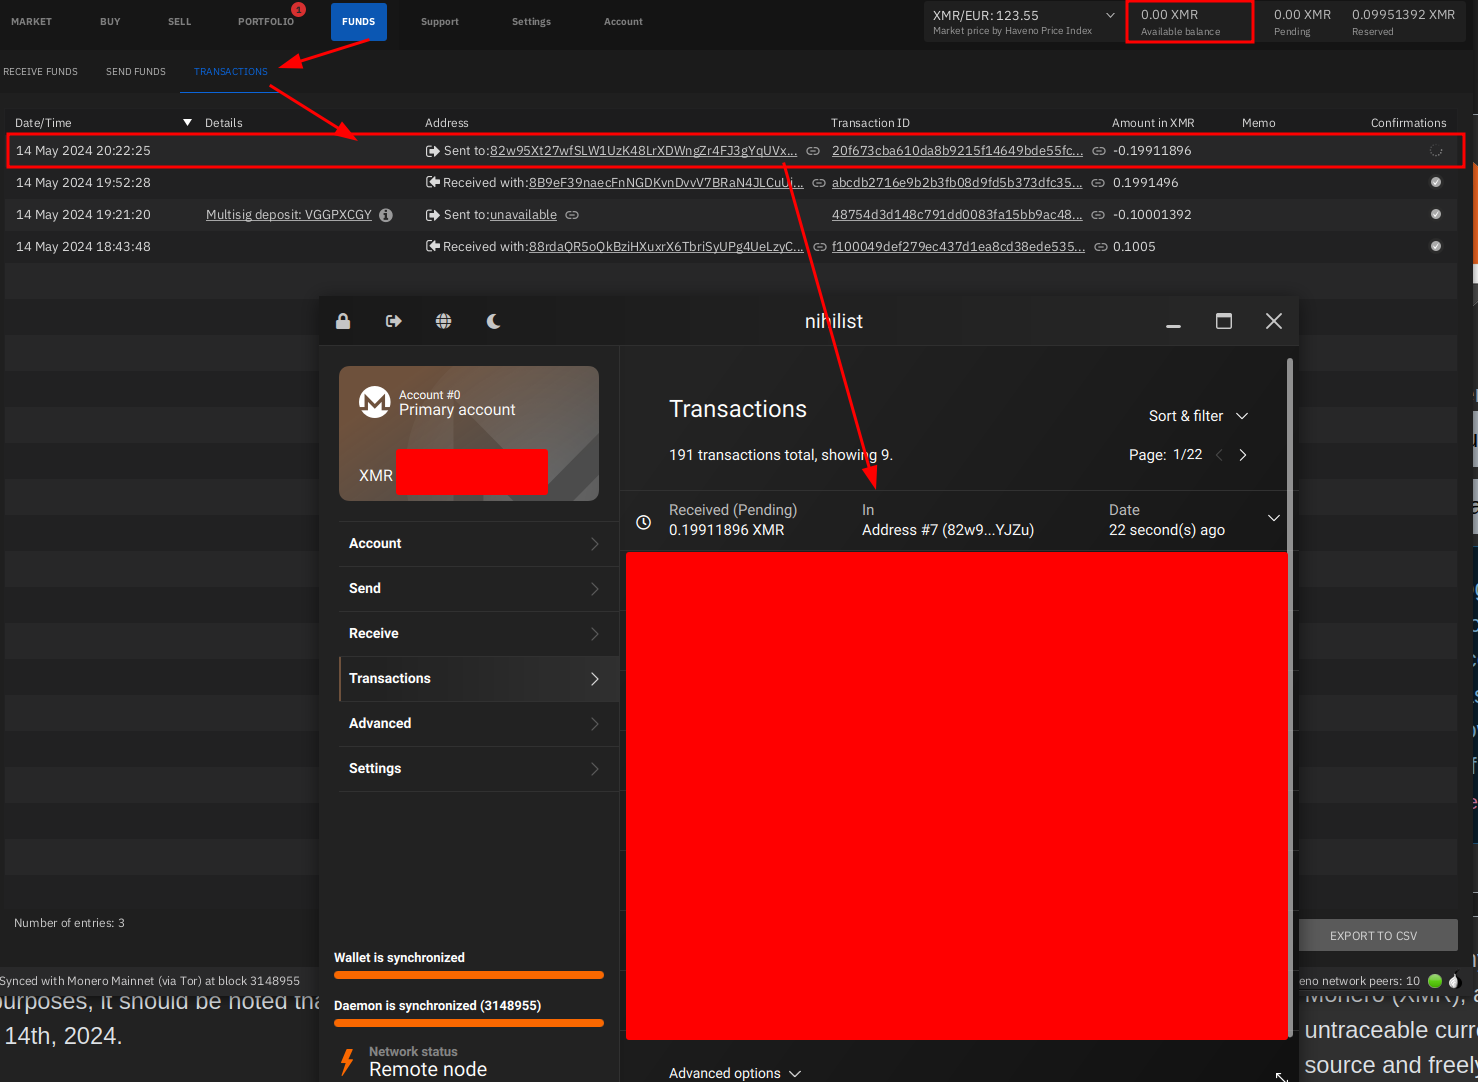 MARKET BUY SELL PORTFOLIO 1 FUNDS Support Settings Account
XMR/EUR: 123.55
Market price by Haveno Price Index
0.00 XMR
Available balance
0.00 XMR
Pending
0.09951392 XMR
Reserved
RECEIVE FUNDS SEND FUNDS TRANSACTIONS
Date/Time Details Address Transaction ID Amount in XMR Memo Confirmations
14 May 2024 20:22:25 Sent to:82w95Xt27wfSLW1UzK48LrXDWngZr4FJ3gYqUVx... 20f673cba610da8b9215f14649bde55fc... -0.19911896
14 May 2024 19:52:28 Received with:8B9eF39naecFnNGDKvnDvvV7BRaN4JLCuUi... abcdb2716e9b2b3fb08d9fd5b373dfc35... 0.1991496
14 May 2024 19:21:20 Multisig deposit: VGGPXCGY Sent to:unavailable 48754d3d148c791dd0083fa15bb9ac48... -0.10001392
14 May 2024 18:43:48 Received with:88rdaQR5oQkBziHXuxrX6TbriSyUPg4UeLzyC... f100049def279ec437d1ea8cd38ede535... 0.1005
nihilist
Account #0
Primary account
XMR
Account
Send
Receive
Transactions
Advanced
Settings
Wallet is synchronized
Daemon is synchronized (3148955)
Network status
Remote node
Transactions
Sort & filter
191 transactions total, showing 9.
Page: 1/22
Received (Pending) In Date
0.19911896 XMR Address #7 (82w9...YJZu) 22 second(s) ago
Advanced options
Number of entries: 3
EXPORT TO CSV
Synced with Monero Mainnet (via Tor) at block 3148955
eno network peers: 10
urposes, it should be noted tha
14th, 2024.
Monero (XMR), a
untraceable curr
source and freely